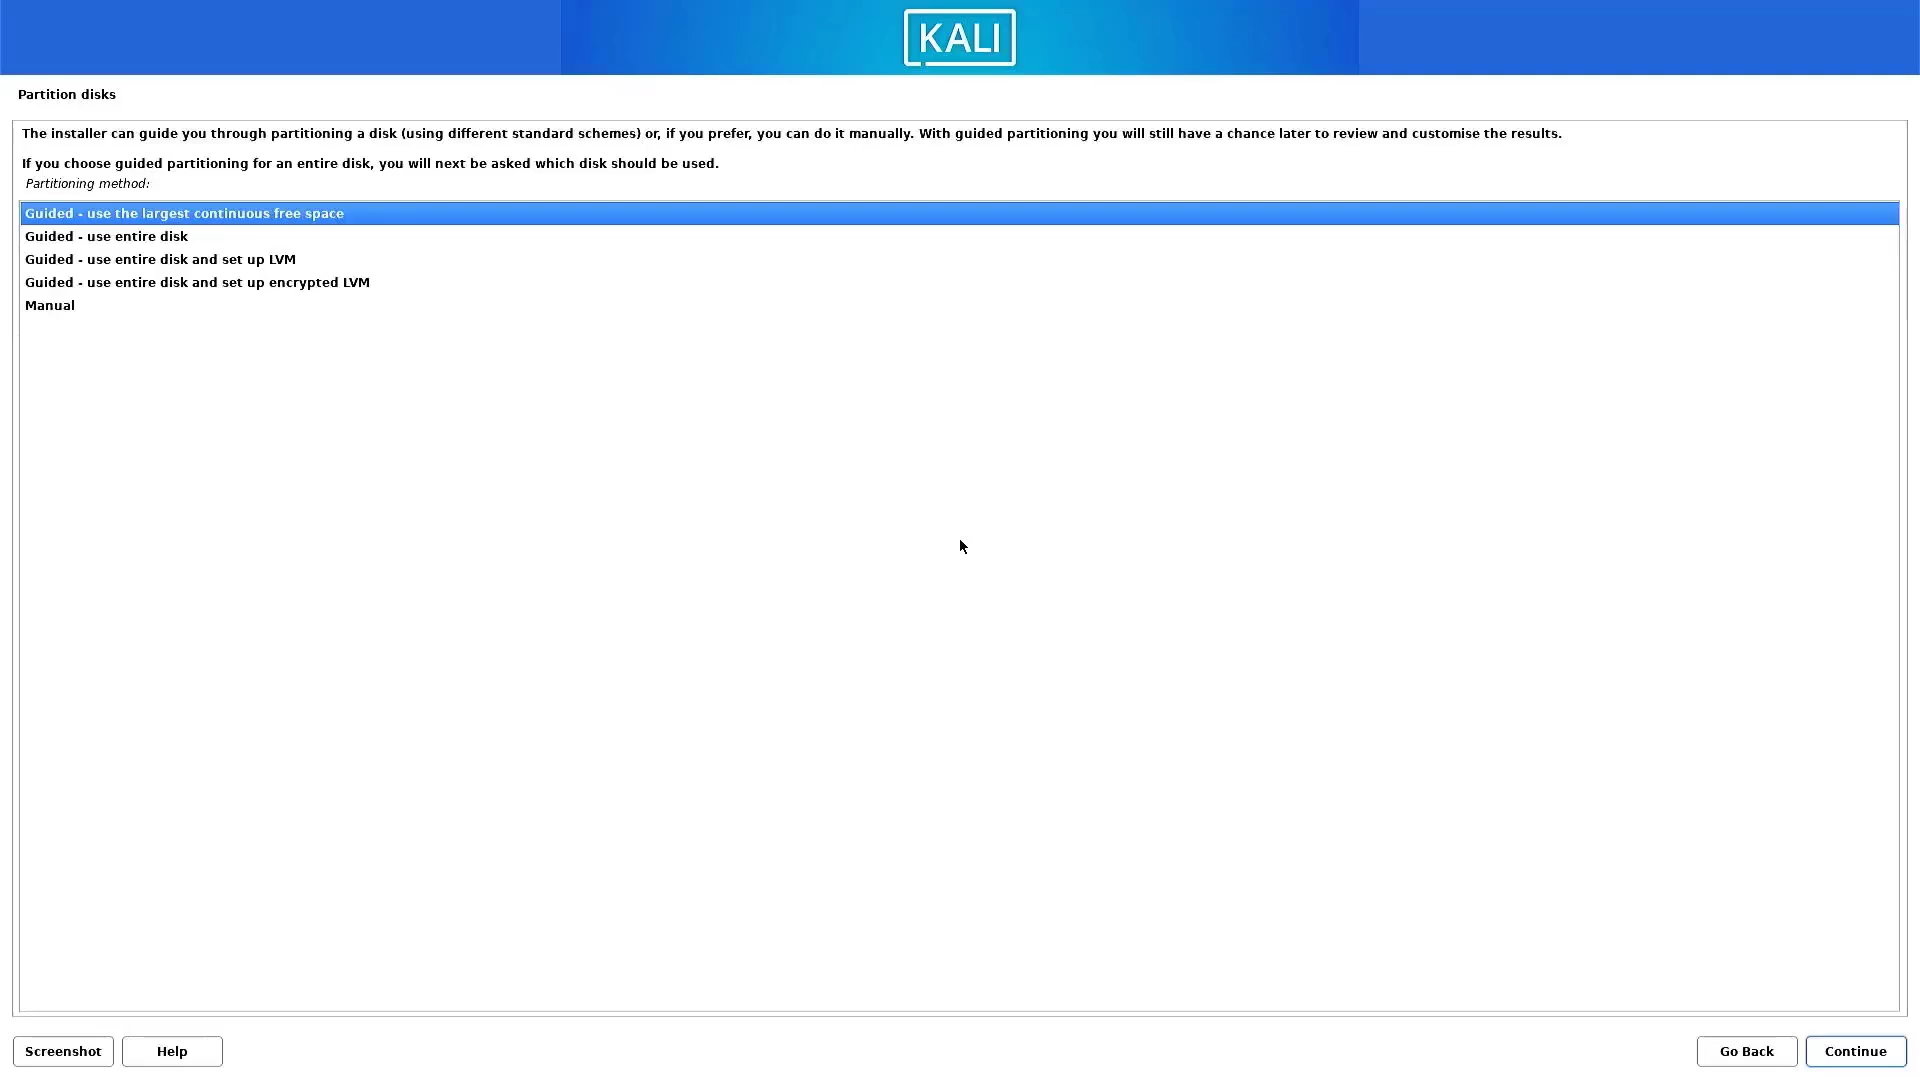 KALI
Partition disks
The installer can guide you through partitioning a disk (using different standard schemes) or, if you prefer, you can do it manually. With guided partitioning you will still have a chance later to review and customise the results.
If you choose guided partitioning for an entire disk, you will next be asked which disk should be used.
Partitioning method:
Guided - use the largest continuous free space
Guided - use entire disk
Guided - use entire disk and set up LVM
Guided - use entire disk and set up encrypted LVM
Manual
Screenshot Help Go Back Continue